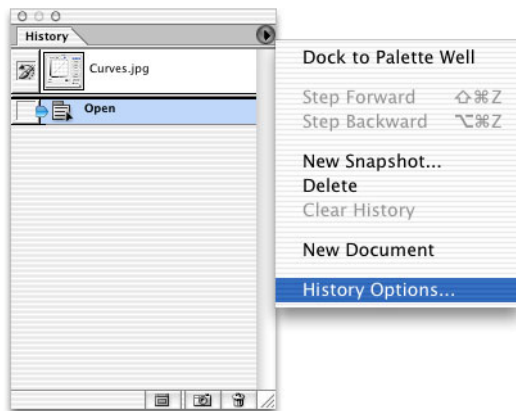 History
Curves.jpg
Open
Dock to Palette Well
Step Forward ⇧⌘Z
Step Backward ⌥⌘Z
New Snapshot...
Delete
Clear History
New Document
History Options...